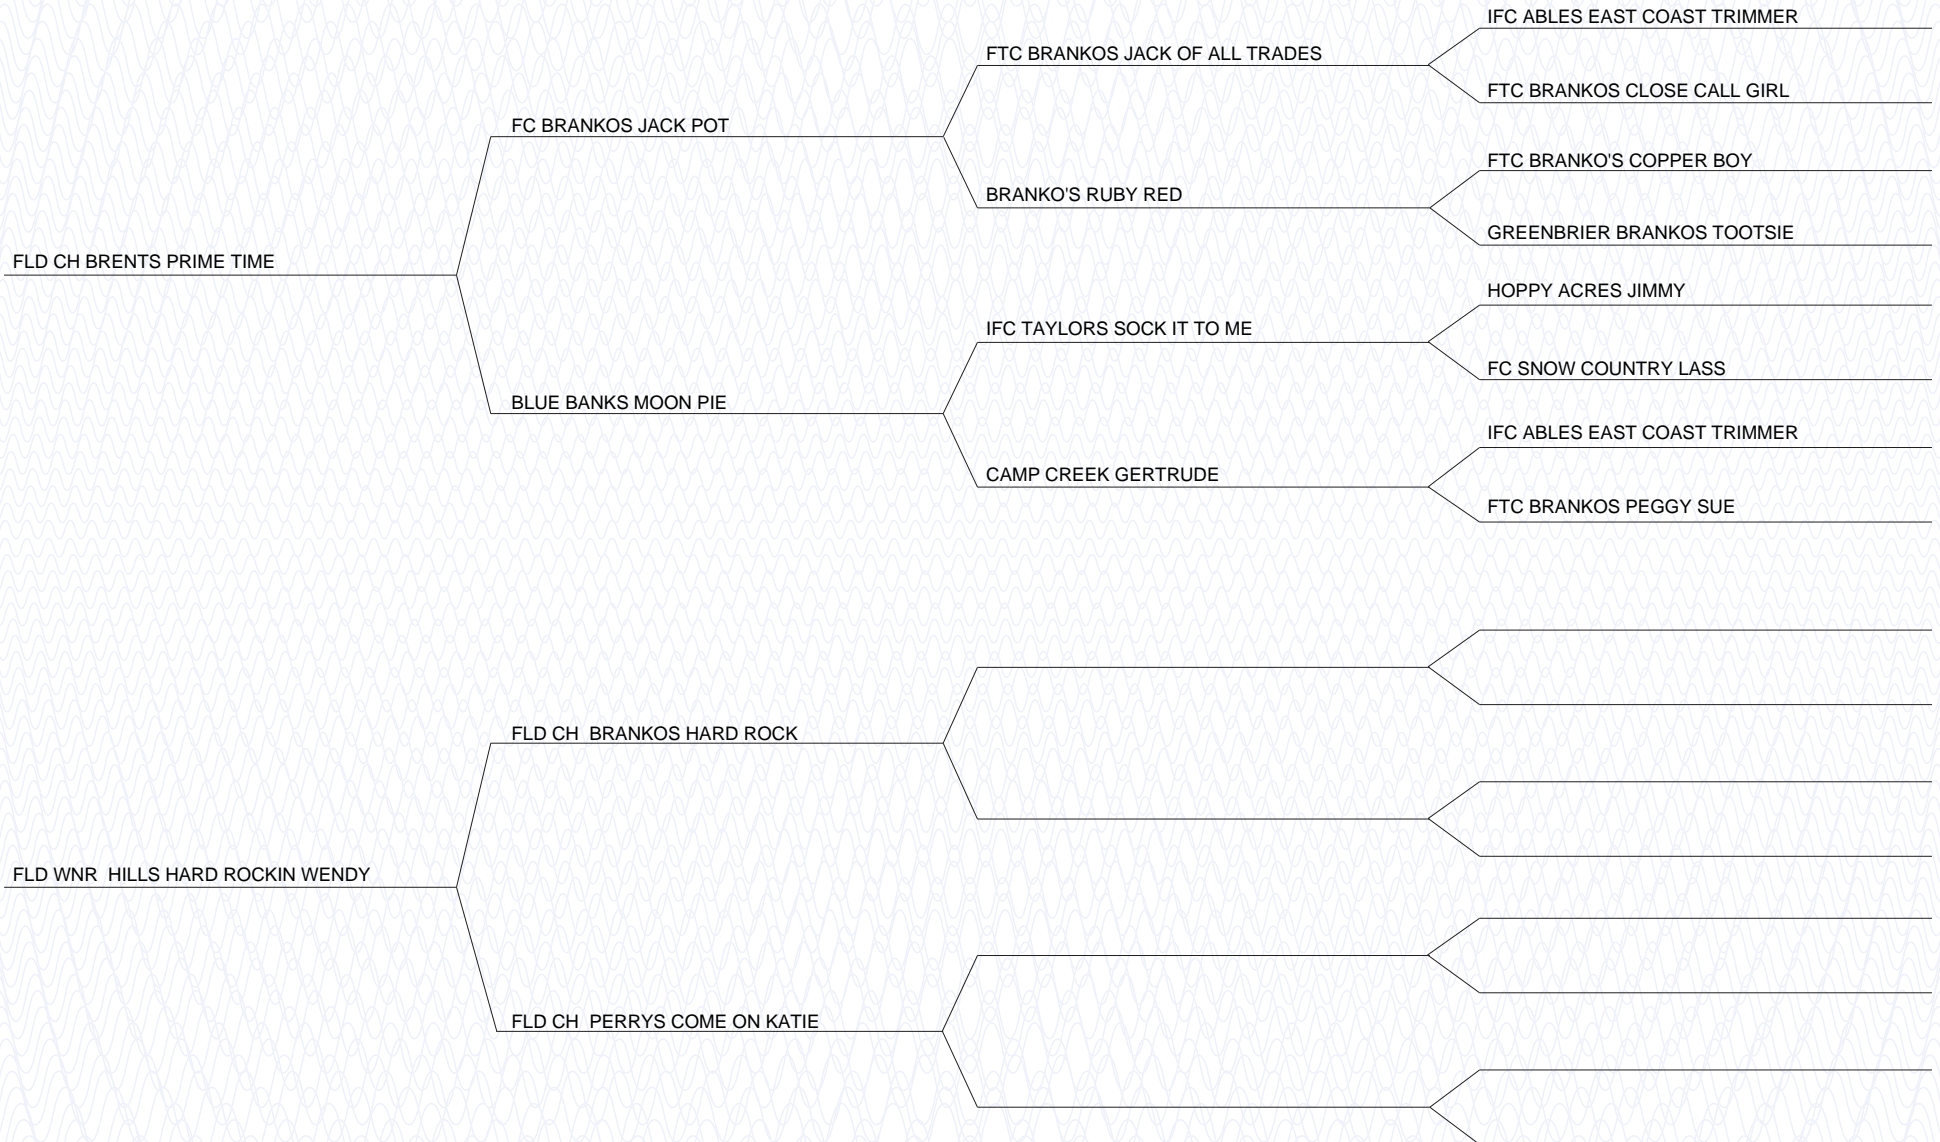 IFC ABLES EAST COAST TRIMMER
FTC BRANKOS JACK OF ALL TRADES
FTC BRANKOS CLOSE CALL GIRL
FC BRANKOS JACK POT
FTC BRANKO'S COPPER BOY
BRANKO'S RUBY RED
GREENBRIER BRANKOS TOOTSIE
FLD CH BRENTS PRIME TIME
HOPPY ACRES JIMMY
IFC TAYLORS SOCK IT TO ME
FC SNOW COUNTRY LASS
BLUE BANKS MOON PIE
IFC ABLES EAST COAST TRIMMER
CAMP CREEK GERTRUDE
FTC BRANKOS PEGGY SUE
FLD CH  BRANKOS HARD ROCK
FLD WNR  HILLS HARD ROCKIN WENDY
FLD CH  PERRYS COME ON KATIE